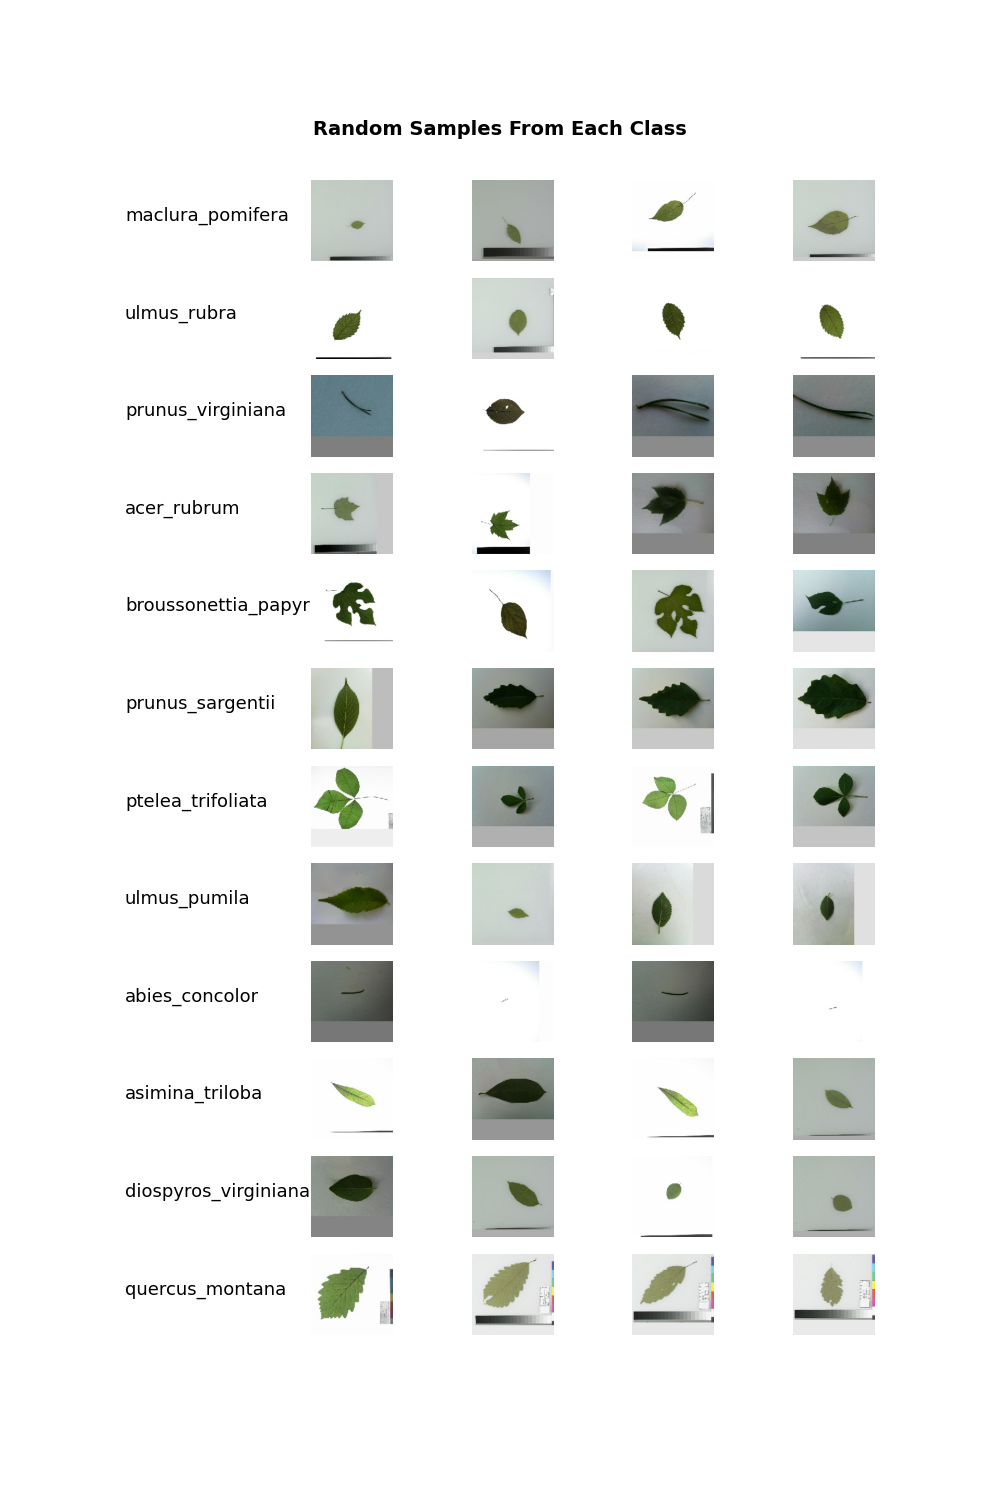 Random Samples From Each Class
maclura_pomifera
ulmus_rubra
prunus_virginiana
acer_rubrum
broussonettia_papyr
prunus_sargentii
ptelea_trifoliata
ulmus_pumila
abies_concolor
asimina_triloba
diospyros_virginiana
quercus_montana